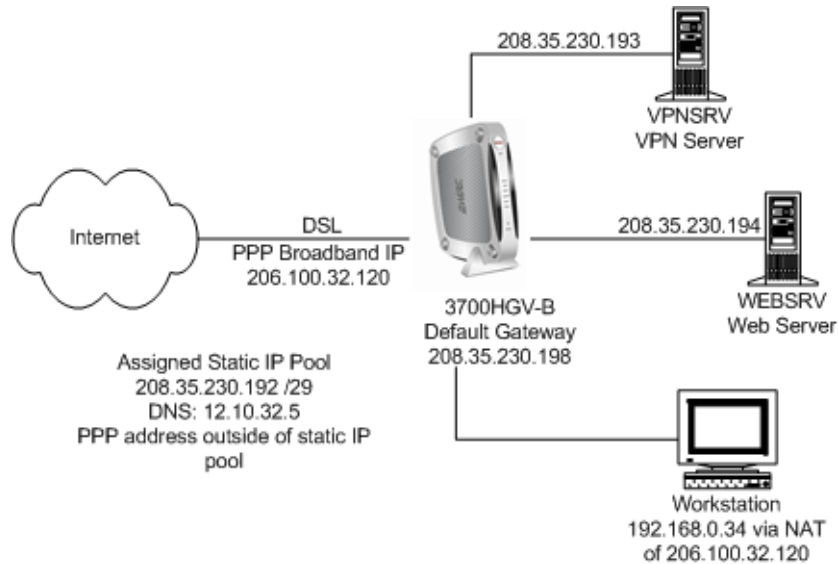 208.35.230.193
VPNSRV
VPN Server
Internet
DSL
PPP Broadband IP
206.100.32.120
208.35.230.194
WEBSRV
Web Server
3700HGV-B
Default Gateway
208.35.230.198
Assigned Static IP Pool
208.35.230.192 /29
DNS: 12.10.32.5
PPP address outside of static IP
pool
Workstation
192.168.0.34 via NAT
of 206.100.32.120